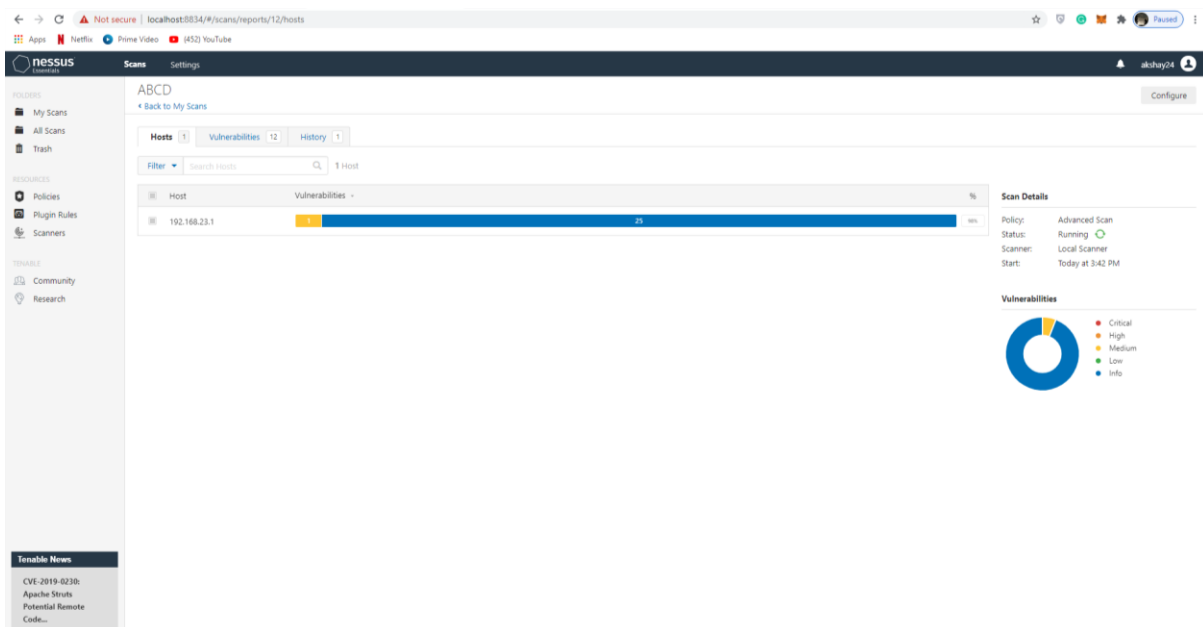 Not secure | localhost:8834/#/scans/reports/12/hosts
Paused
Apps Netflix Prime Video (452) YouTube
nessus
Essentials
Scans Settings
akshay24
FOLDERS
My Scans
All Scans
Trash
RESOURCES
Policies
Plugin Rules
Scanners
TENABLE
Community
Research
Tenable News
CVE-2019-0230:
Apache Struts
Potential Remote
Code...
ABCD
Back to My Scans
Configure
Hosts 1 Vulnerabilities 12 History 1
Filter Search Hosts 1 Host
Host Vulnerabilities %
192.168.23.1 25
Scan Details
Policy: Advanced Scan
Status: Running
Scanner: Local Scanner
Start: Today at 3:42 PM
Vulnerabilities
Critical
High
Medium
Low
Info